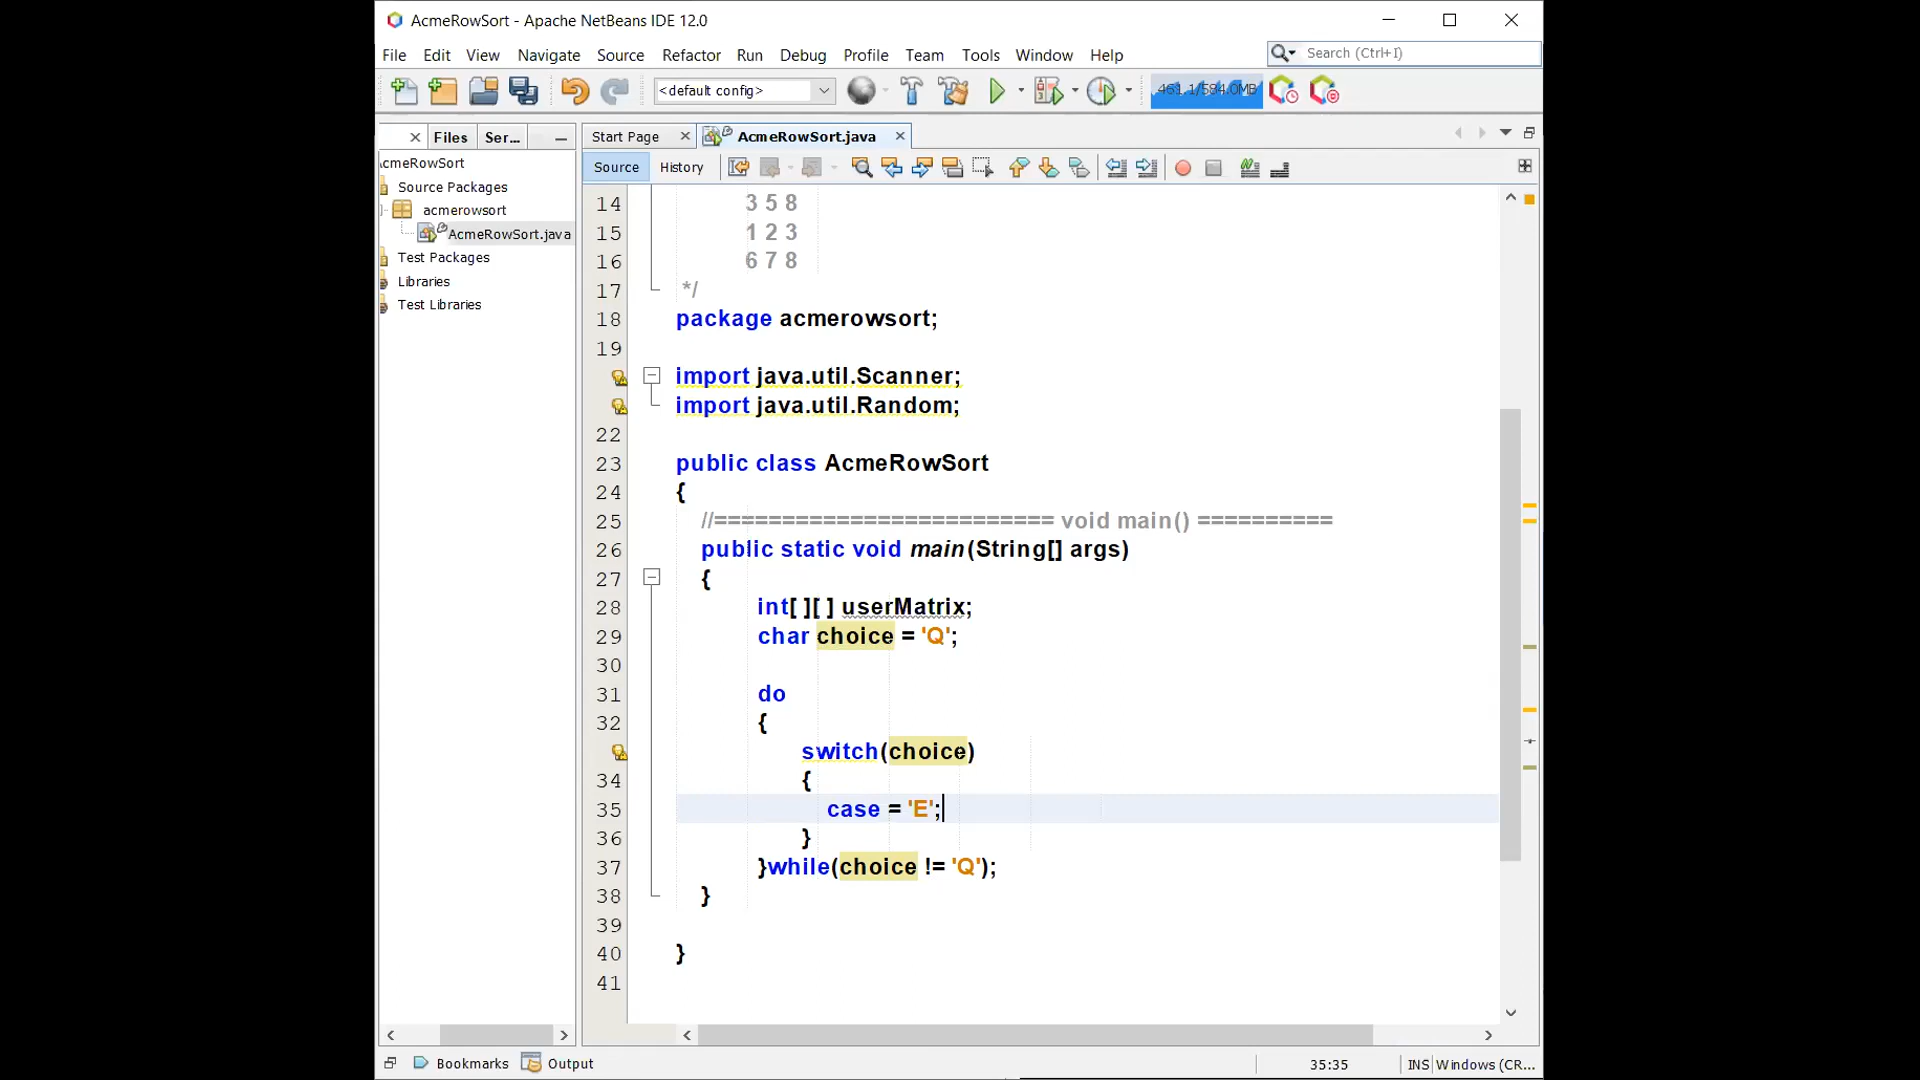 AcmeRowSort - Apache NetBeans IDE 12.0
File Edit View Navigate Source Refactor Run Debug Profile Team Tools Window Help
Search (Ctrl+I)
<default config>
461.1/584.0MB
Files Ser...
Start Page AcmeRowSort.java
Source History
cmeRowSort
Source Packages
acmerowsort
AcmeRowSort.java
Test Packages
Libraries
Test Libraries
14 3 5 8
15 1 2 3
16 6 7 8
17 */
18 package acmerowsort;
19
import java.util.Scanner;
import java.util.Random;
22
23 public class AcmeRowSort
24 {
25 //========================= void main() ==========
26 public static void main(String[] args)
27 {
28 int[ ][ ] userMatrix;
29 char choice = 'Q';
30
31 do
32 {
switch(choice)
34 {
35 case = 'E';
36 }
37 }while(choice != 'Q');
38 }
39
40 }
41
Bookmarks Output
35:35 INS Windows (CR...